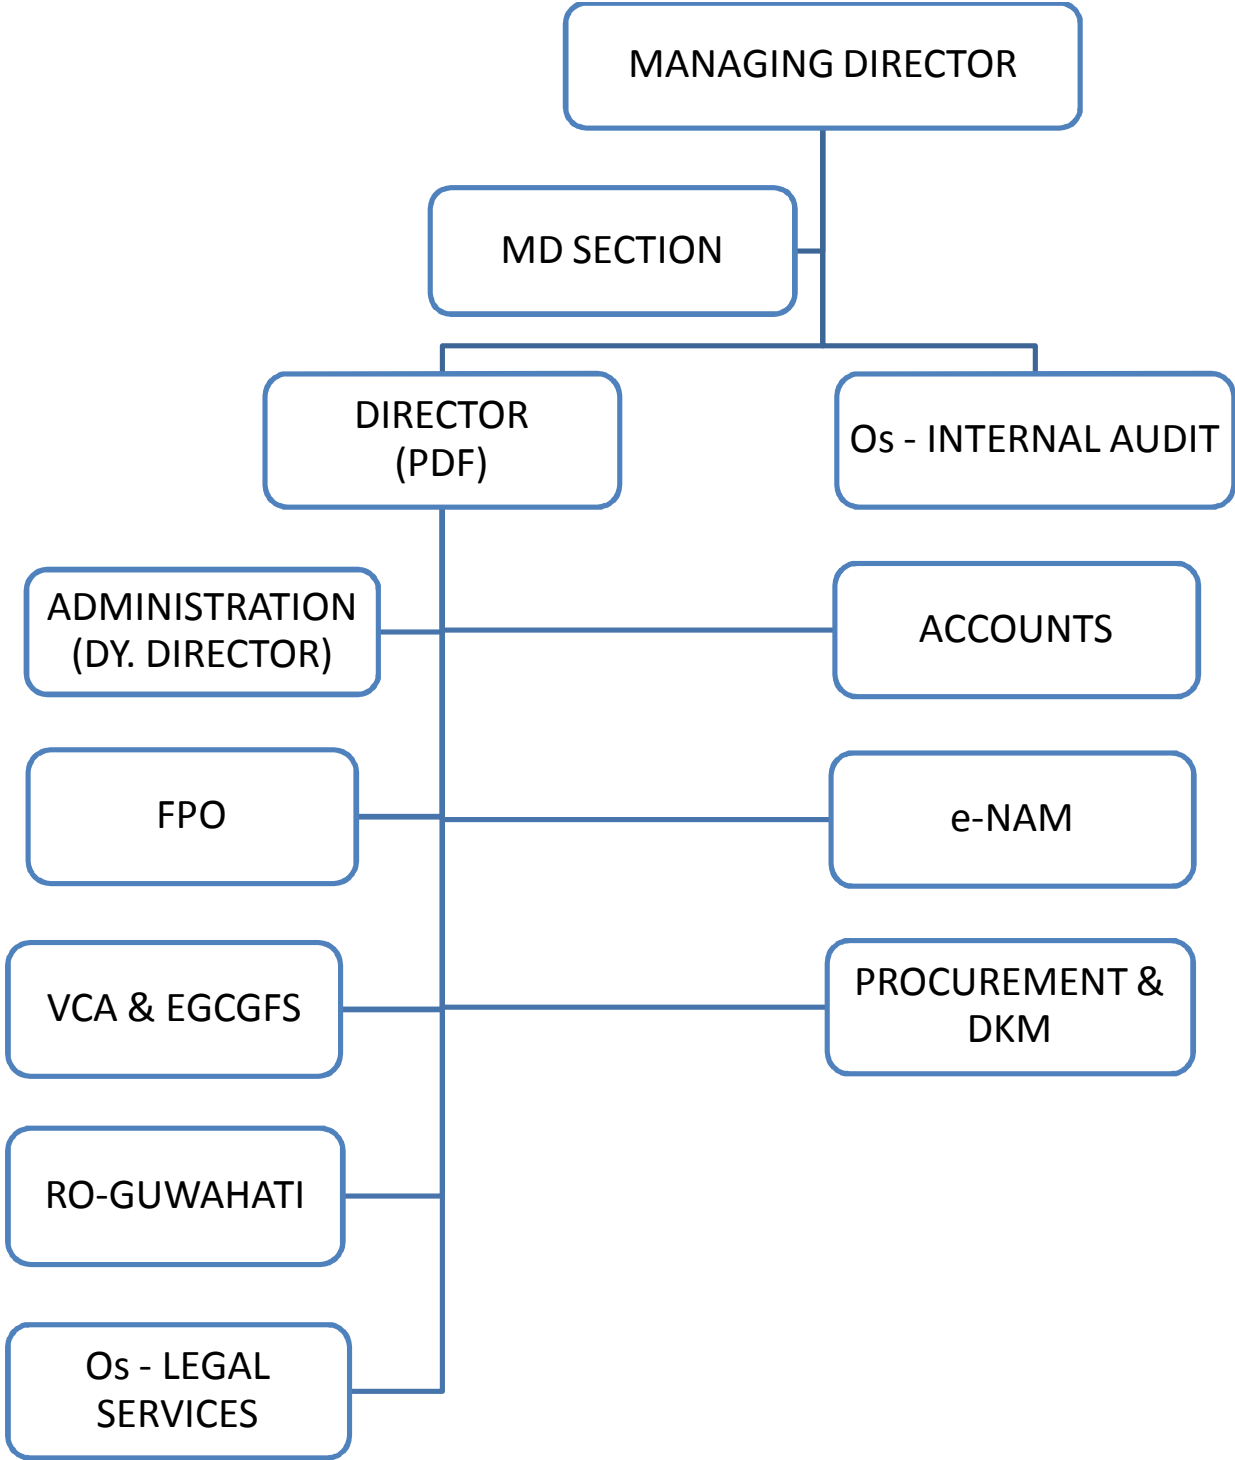 MANAGING DIRECTOR
MD SECTION
DIRECTOR
(PDF)
Os - INTERNAL AUDIT
ADMINISTRATION
(DY. DIRECTOR)
ACCOUNTS
FPO
e-NAM
VCA & EGCGFS
PROCUREMENT &
DKM
RO-GUWAHATI
Os - LEGAL
SERVICES